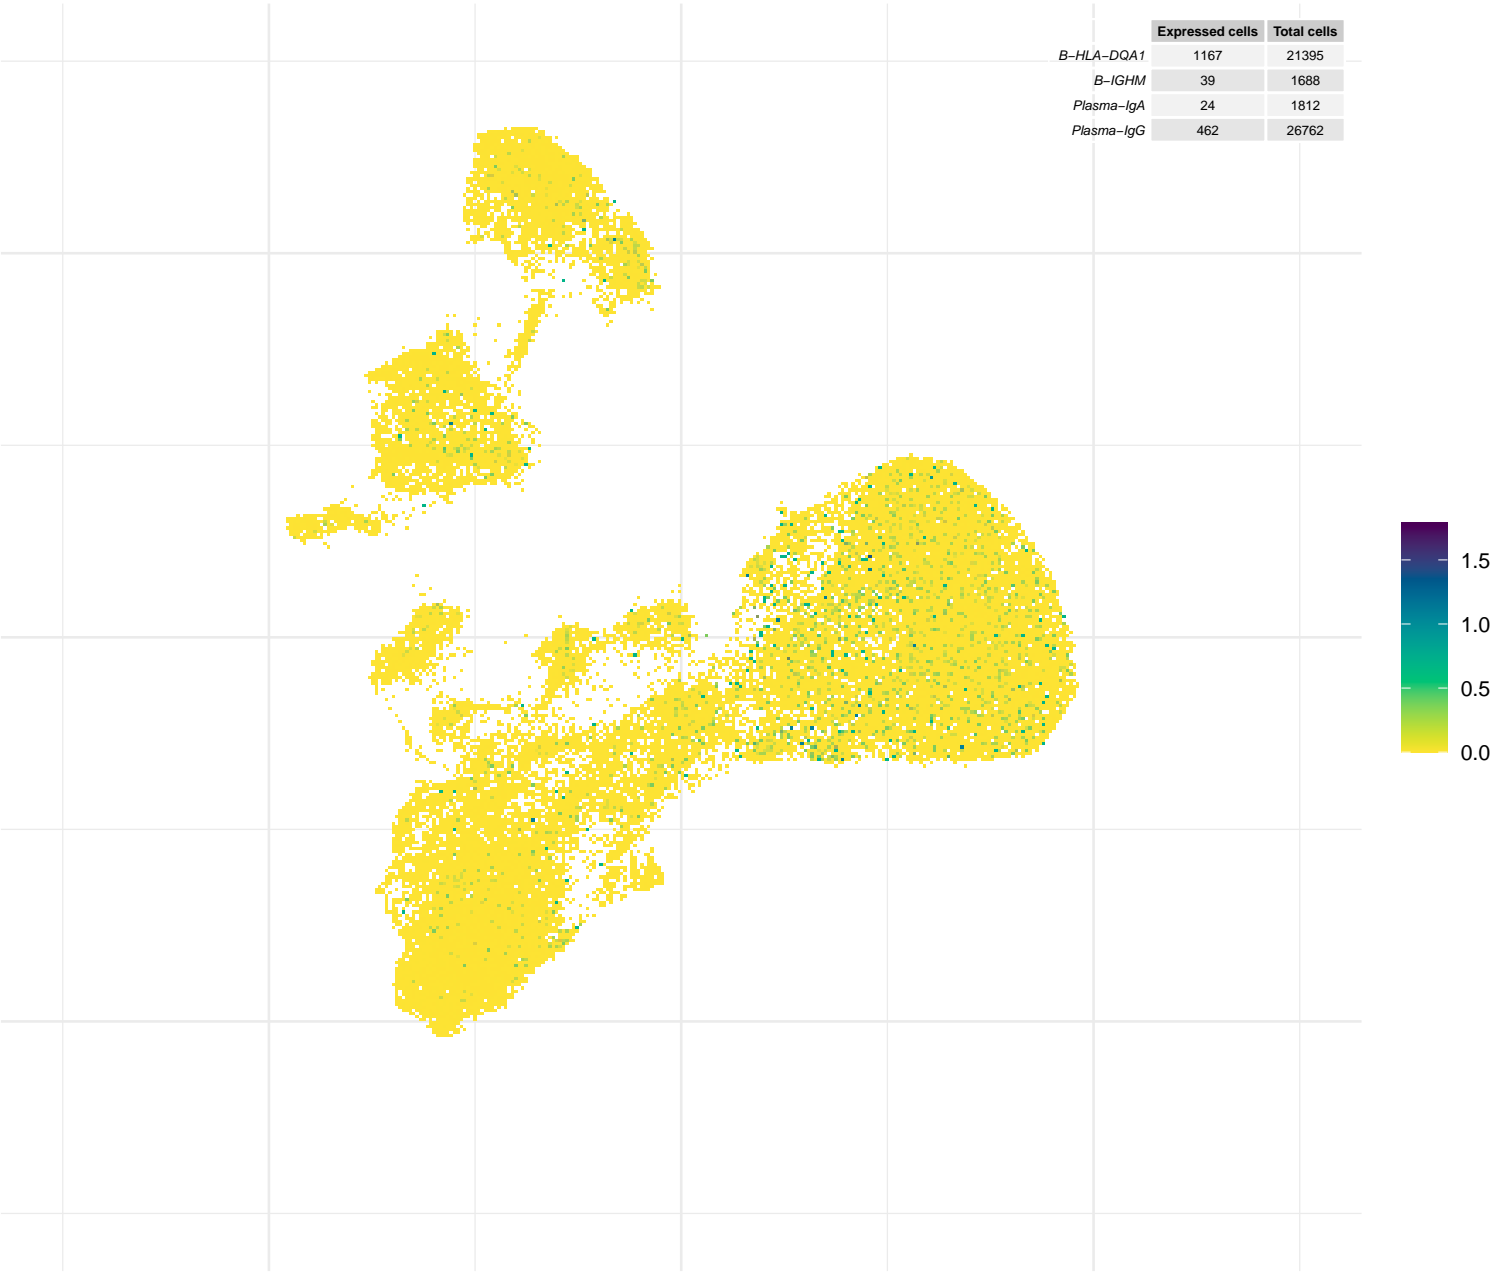 Expressed cells Total cells
B−HLA−DQA1 1167 21395
B−IGHM 39 1688
Plasma−IgA 24 1812
Plasma−IgG 462 26762
1.5
1.0
0.5
0.0